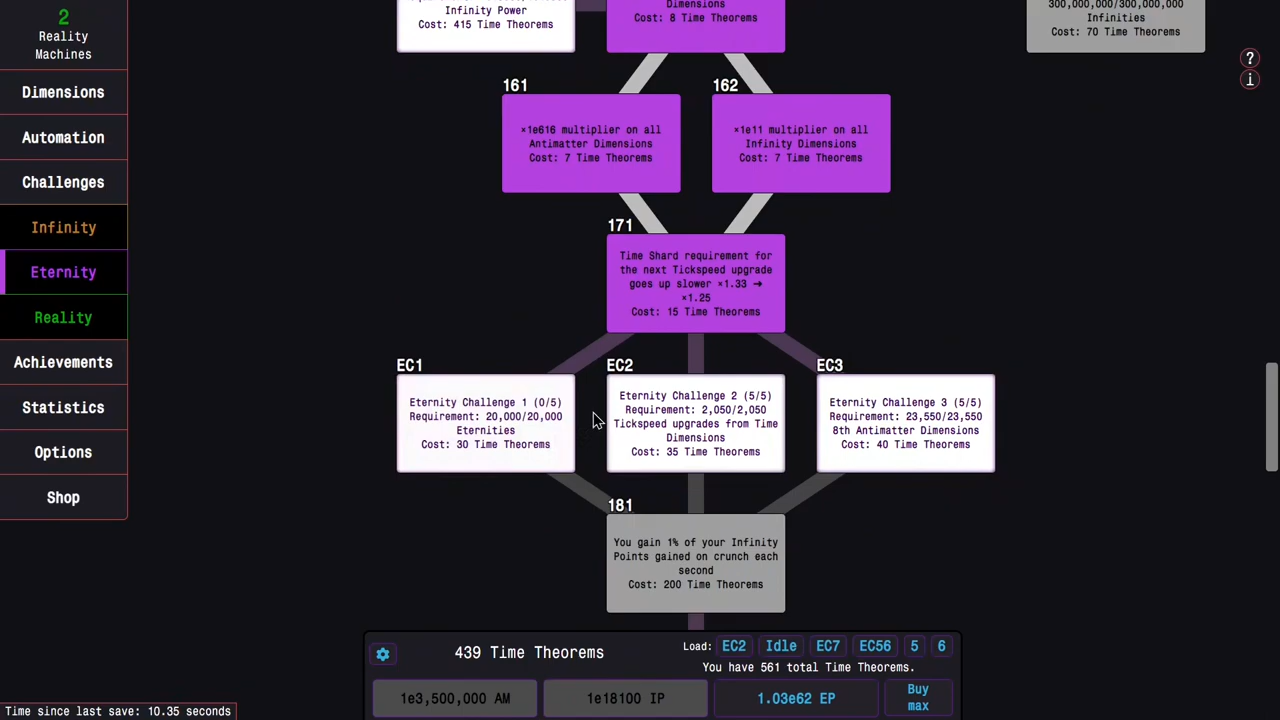 2
Reality
Machines
Dimensions
Automation
Challenges
Infinity
Eternity
Reality
Achievements
Statistics
Options
Shop
Infinity Power
Cost: 415 Time Theorems
Dimensions
Cost: 8 Time Theorems
300,000,000/300,000,000
Infinities
Cost: 70 Time Theorems
?
i
161
×1e616 multiplier on all
Antimatter Dimensions
Cost: 7 Time Theorems
162
×1e11 multiplier on all
Infinity Dimensions
Cost: 7 Time Theorems
171
Time Shard requirement for
the next Tickspeed upgrade
goes up slower ×1.33 ➜
×1.25
Cost: 15 Time Theorems
EC1
Eternity Challenge 1 (0/5)
Requirement: 20,000/20,000
Eternities
Cost: 30 Time Theorems
EC2
Eternity Challenge 2 (5/5)
Requirement: 2,050/2,050
Tickspeed upgrades from Time
Dimensions
Cost: 35 Time Theorems
EC3
Eternity Challenge 3 (5/5)
Requirement: 23,550/23,550
8th Antimatter Dimensions
Cost: 40 Time Theorems
181
You gain 1% of your Infinity
Points gained on crunch each
second
Cost: 200 Time Theorems
439 Time Theorems
Load: EC2 Idle EC7 EC56 5 6
You have 561 total Time Theorems.
1e3,500,000 AM
1e18100 IP
1.03e62 EP
Buy
max
Time since last save: 10.35 seconds